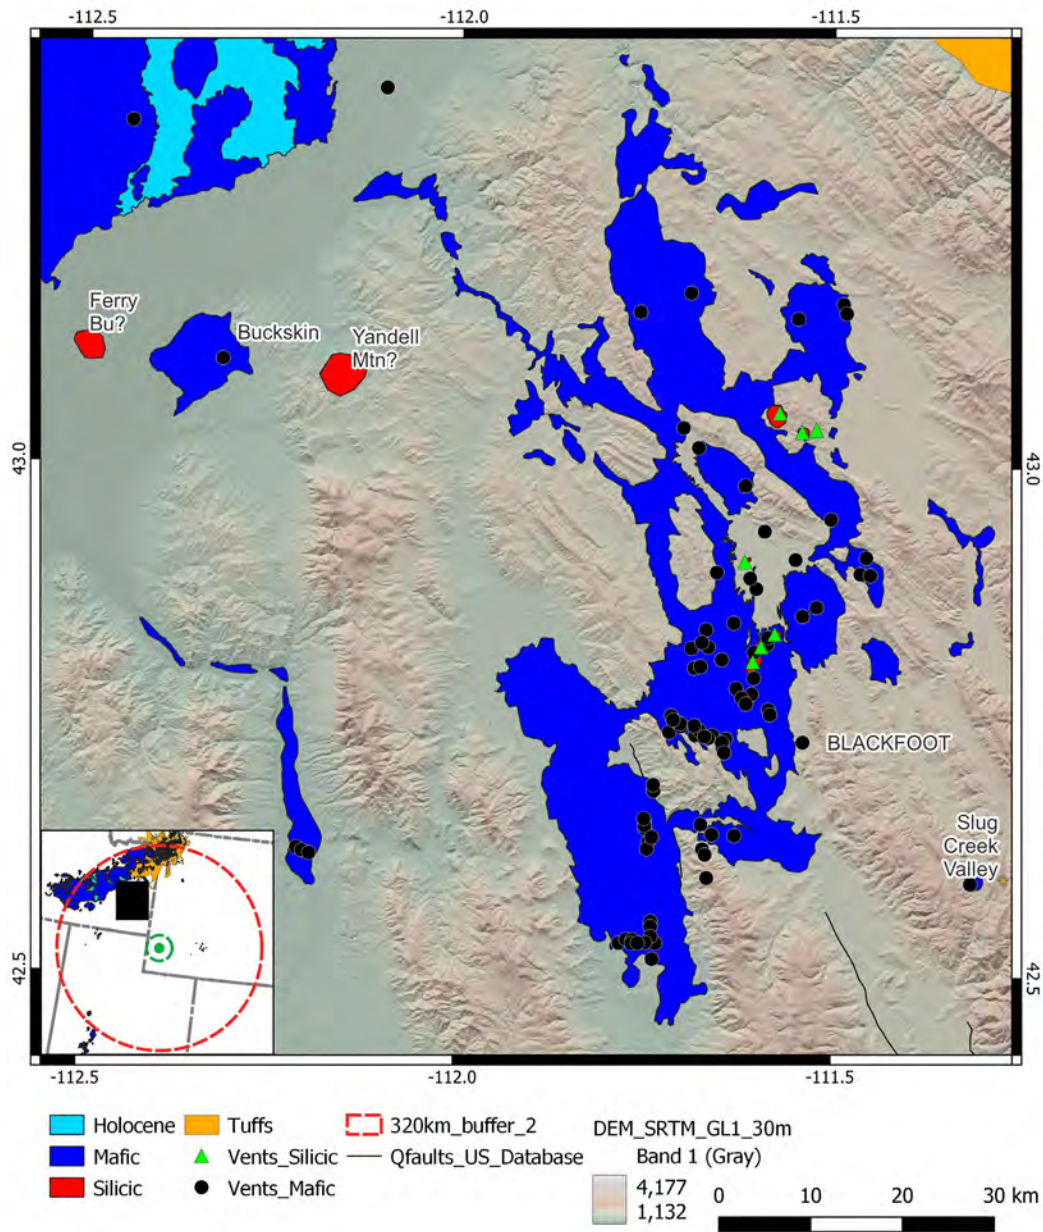 -112.5 -112.0 -111.5
Ferry
Bu?
Buckskin
Yandell
Mtn?
43.0
43.0
BLACKFOOT
Slug
Creek
Valley
42.5
42.5
-112.5 -112.0 -111.5
Holocene Tuffs 320km_buffer_2 DEM_SRTM_GL1_30m
Mafic Vents_Silicic Qfaults_US_Database Band 1 (Gray)
Silicic Vents_Mafic 4,177
1,132
0 10 20 30 km